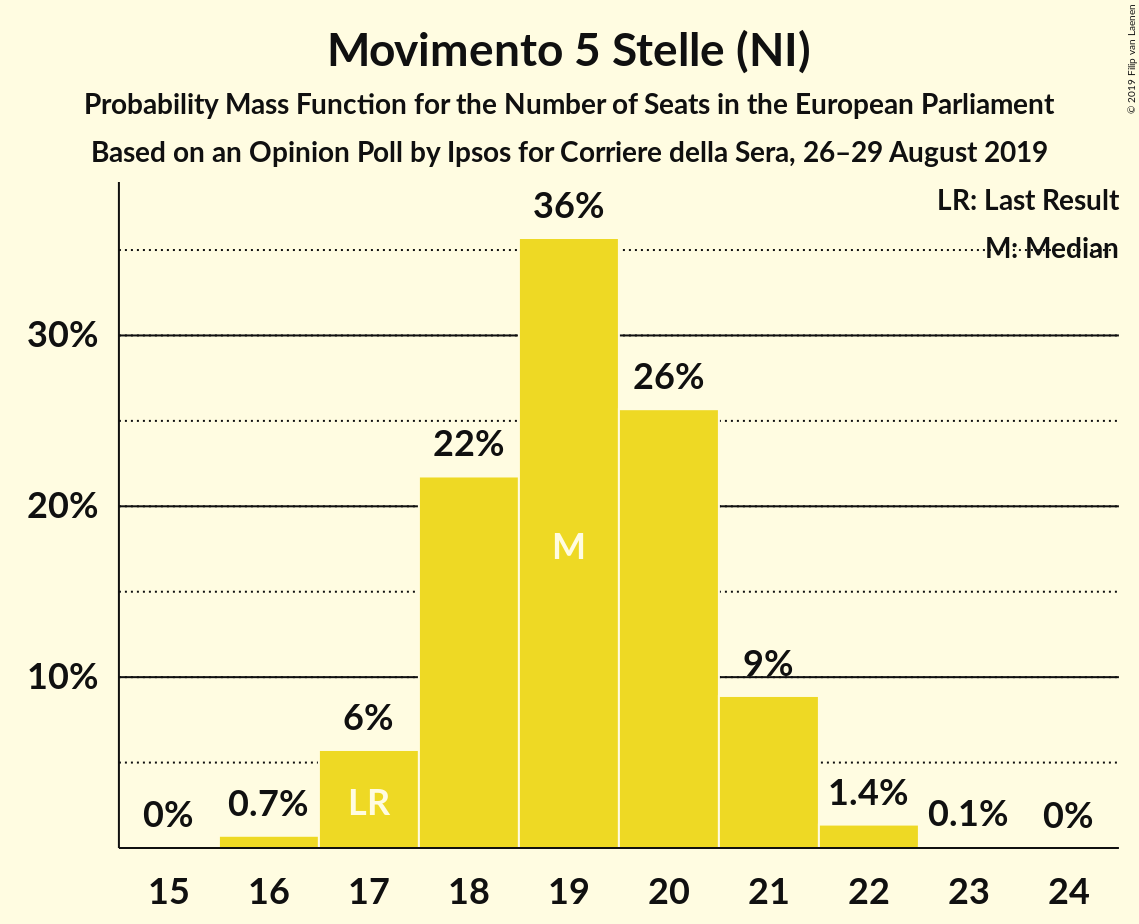 Movimento 5 Stelle (NI)
Probability Mass Function for the Number of Seats in the European Parliament
Based on an Opinion Poll by Ipsos for Corriere della Sera, 26–29 August 2019
© 2019 Filip van Laenen
LR: Last Result
M: Median
30%
20%
10%
0%
0.7%
6%
22%
36%
26%
9%
1.4%
0.1%
0%
LR
M
15 16 17 18 19 20 21 22 23 24